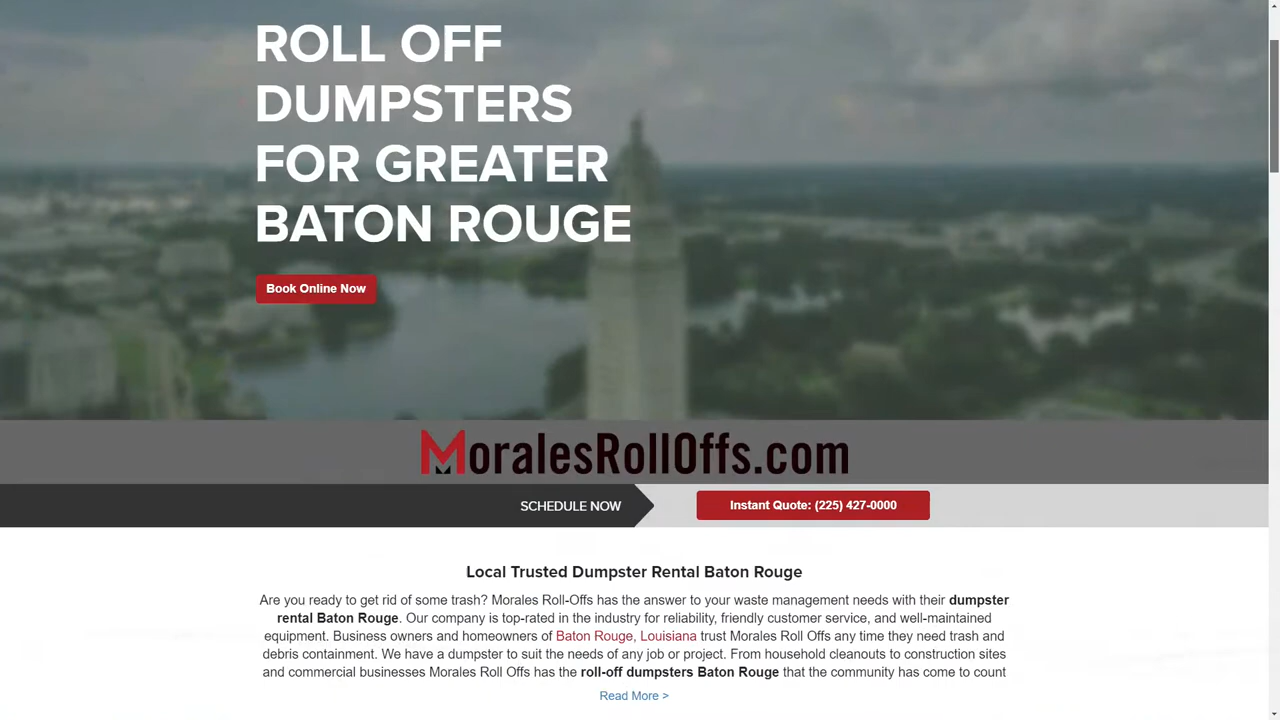 ROLL OFF
DUMPSTERS
FOR GREATER
BATON ROUGE
Book Online Now
MoralesRollOffs.com
SCHEDULE NOW
Instant Quote: (225) 427-0000
Local Trusted Dumpster Rental Baton Rouge
Are you ready to get rid of some trash? Morales Roll-Offs has the answer to your waste management needs with their dumpster
rental Baton Rouge. Our company is top-rated in the industry for reliability, friendly customer service, and well-maintained
equipment. Business owners and homeowners of Baton Rouge, Louisiana trust Morales Roll Offs any time they need trash and
debris containment. We have a dumpster to suit the needs of any job or project. From household cleanouts to construction sites
and commercial businesses Morales Roll Offs has the roll-off dumpsters Baton Rouge that the community has come to count
Read More >